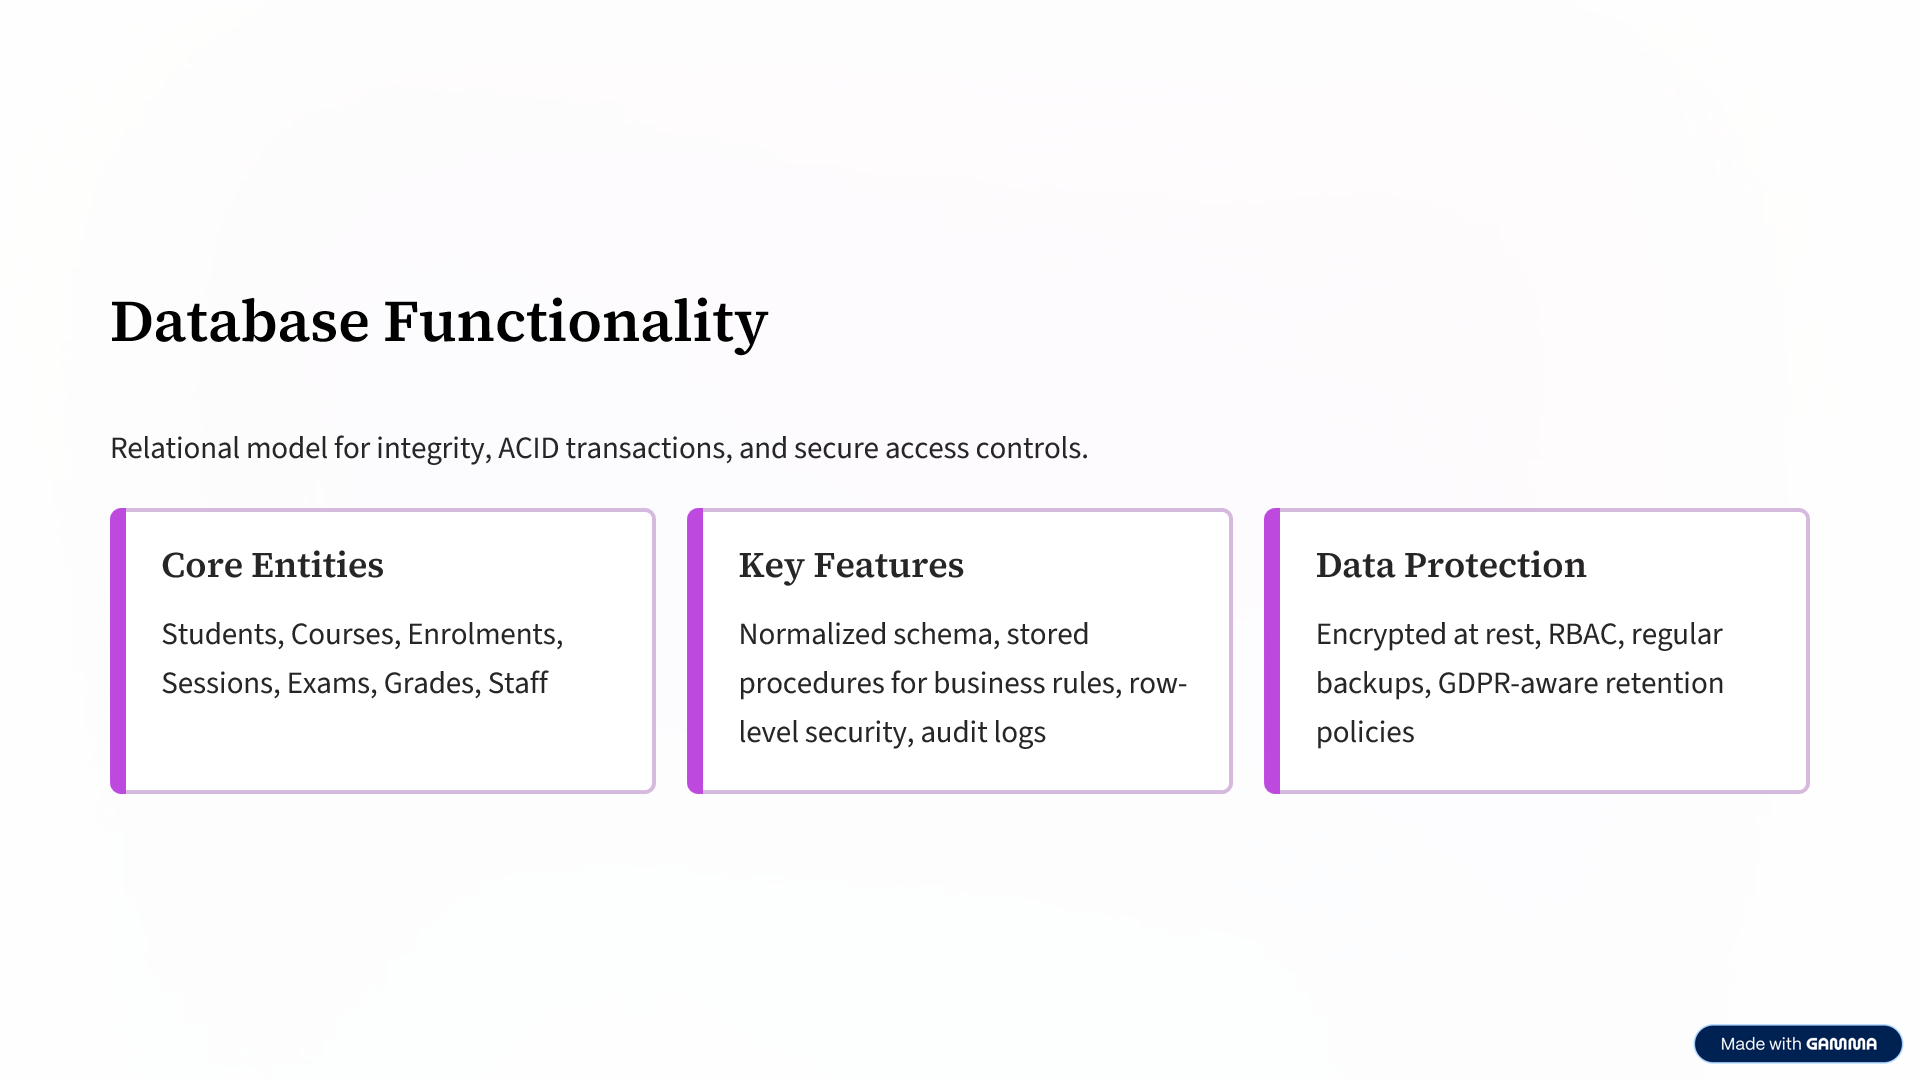 Database Functionality
Relational model for integrity, ACID transactions, and secure access controls.
Core Entities
Students, Courses, Enrolments,
Sessions, Exams, Grades, Staff
Key Features
Normalized schema, stored
procedures for business rules, row-
level security, audit logs
Data Protection
Encrypted at rest, RBAC, regular
backups, GDPR-aware retention
policies
Made with GAMMA